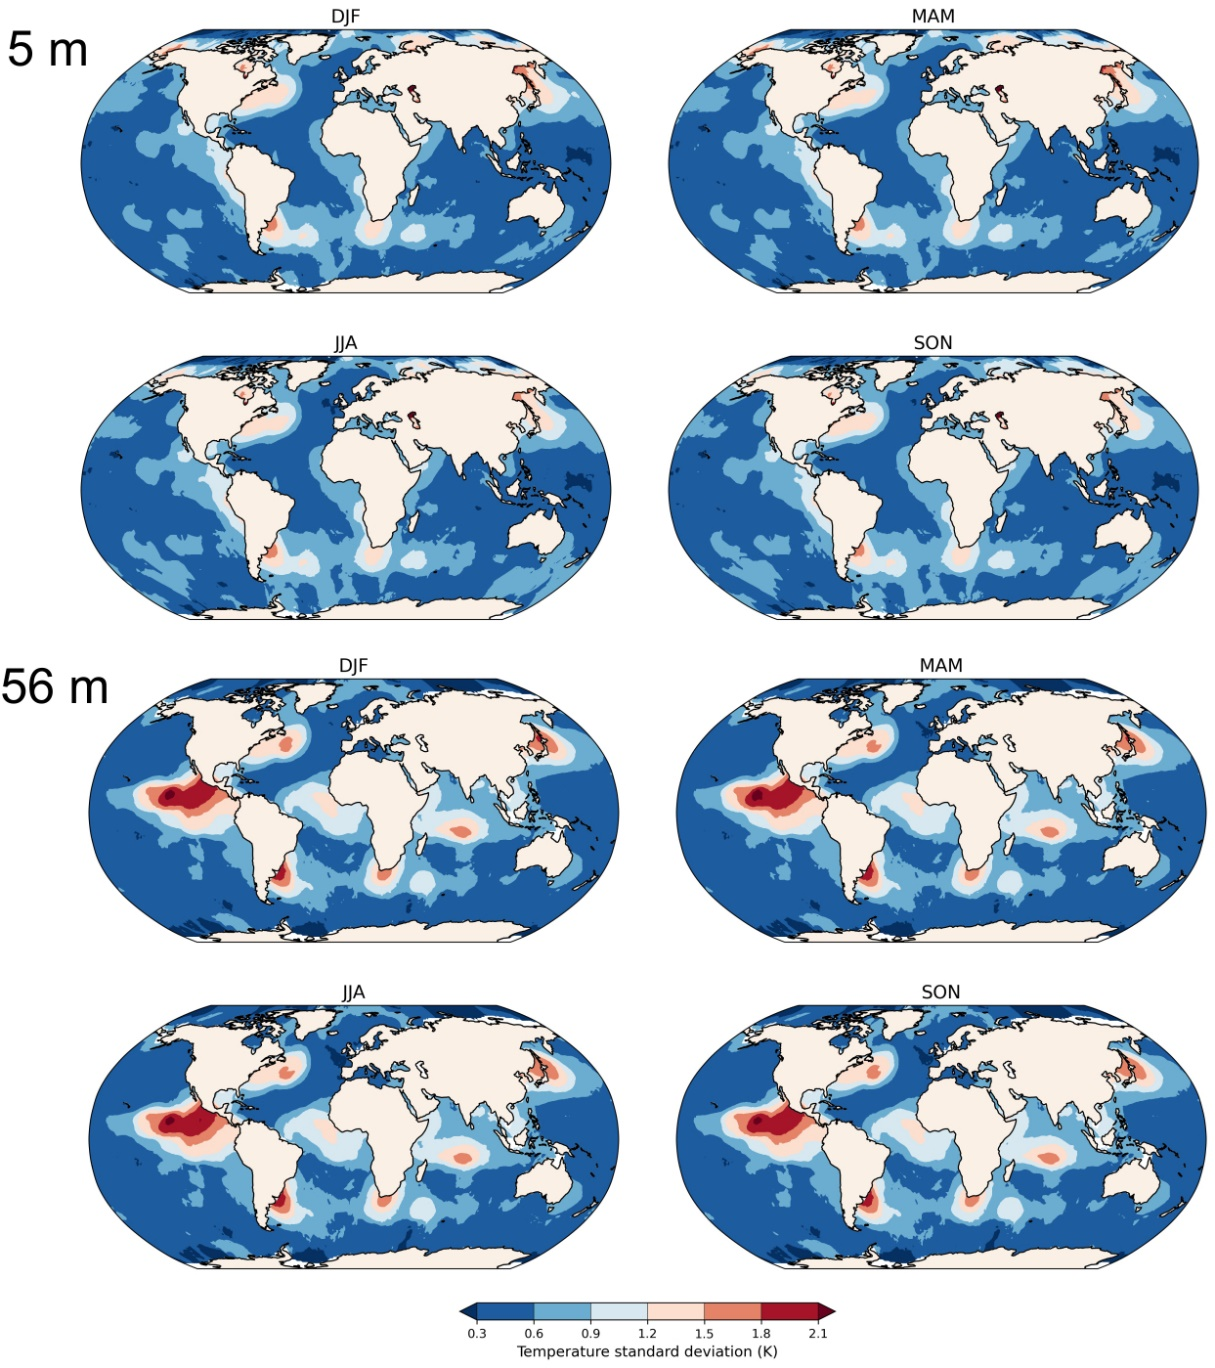 5 m
DJF
MAM
JJA
SON
56 m
DJF
MAM
JJA
SON
0.3 0.6 0.9 1.2 1.5 1.8 2.1
Temperature standard deviation (K)